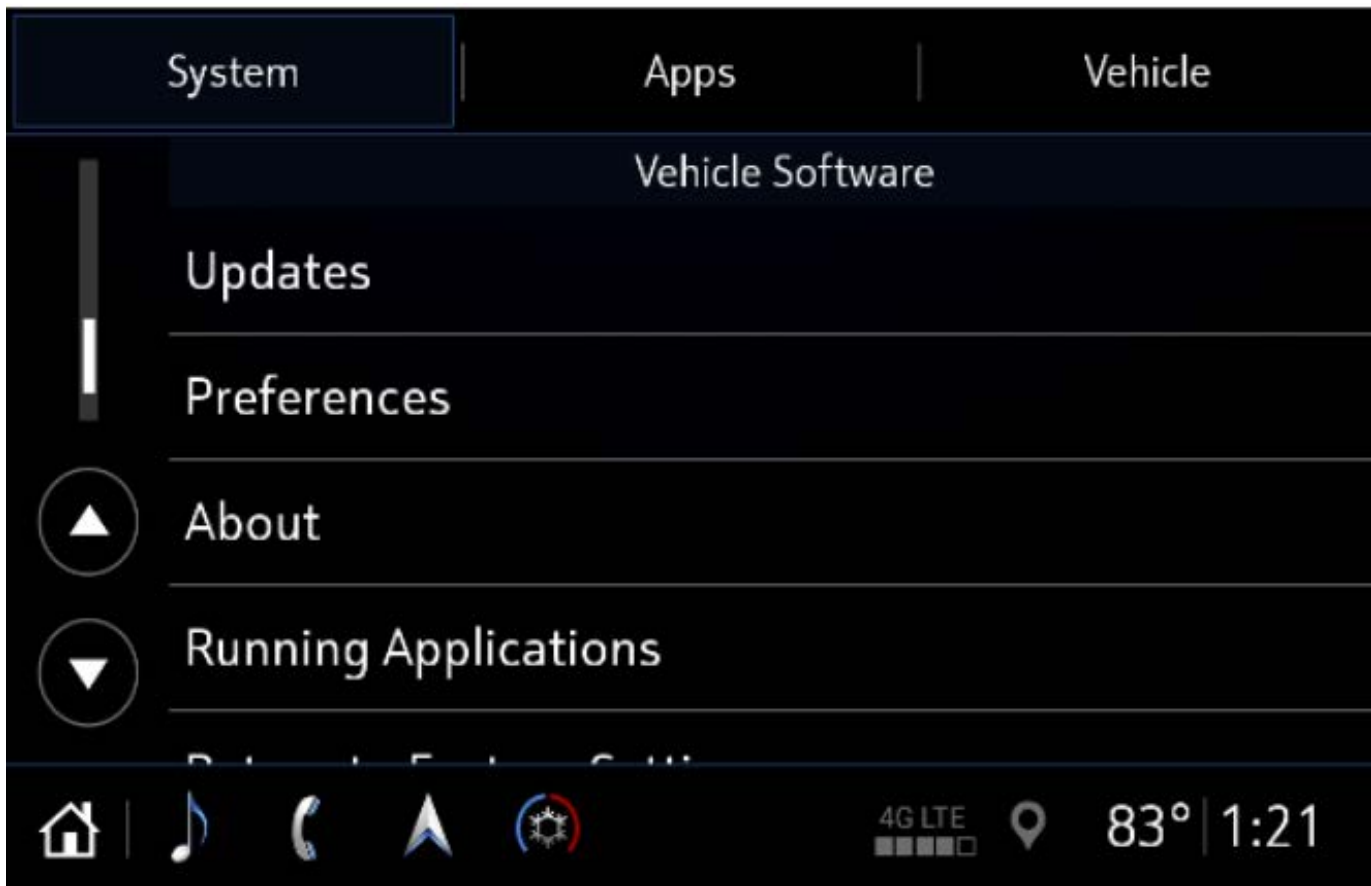 System
Apps
Vehicle
Vehicle Software
Updates
Preferences
About
Running Applications
4G LTE
83° 1:21